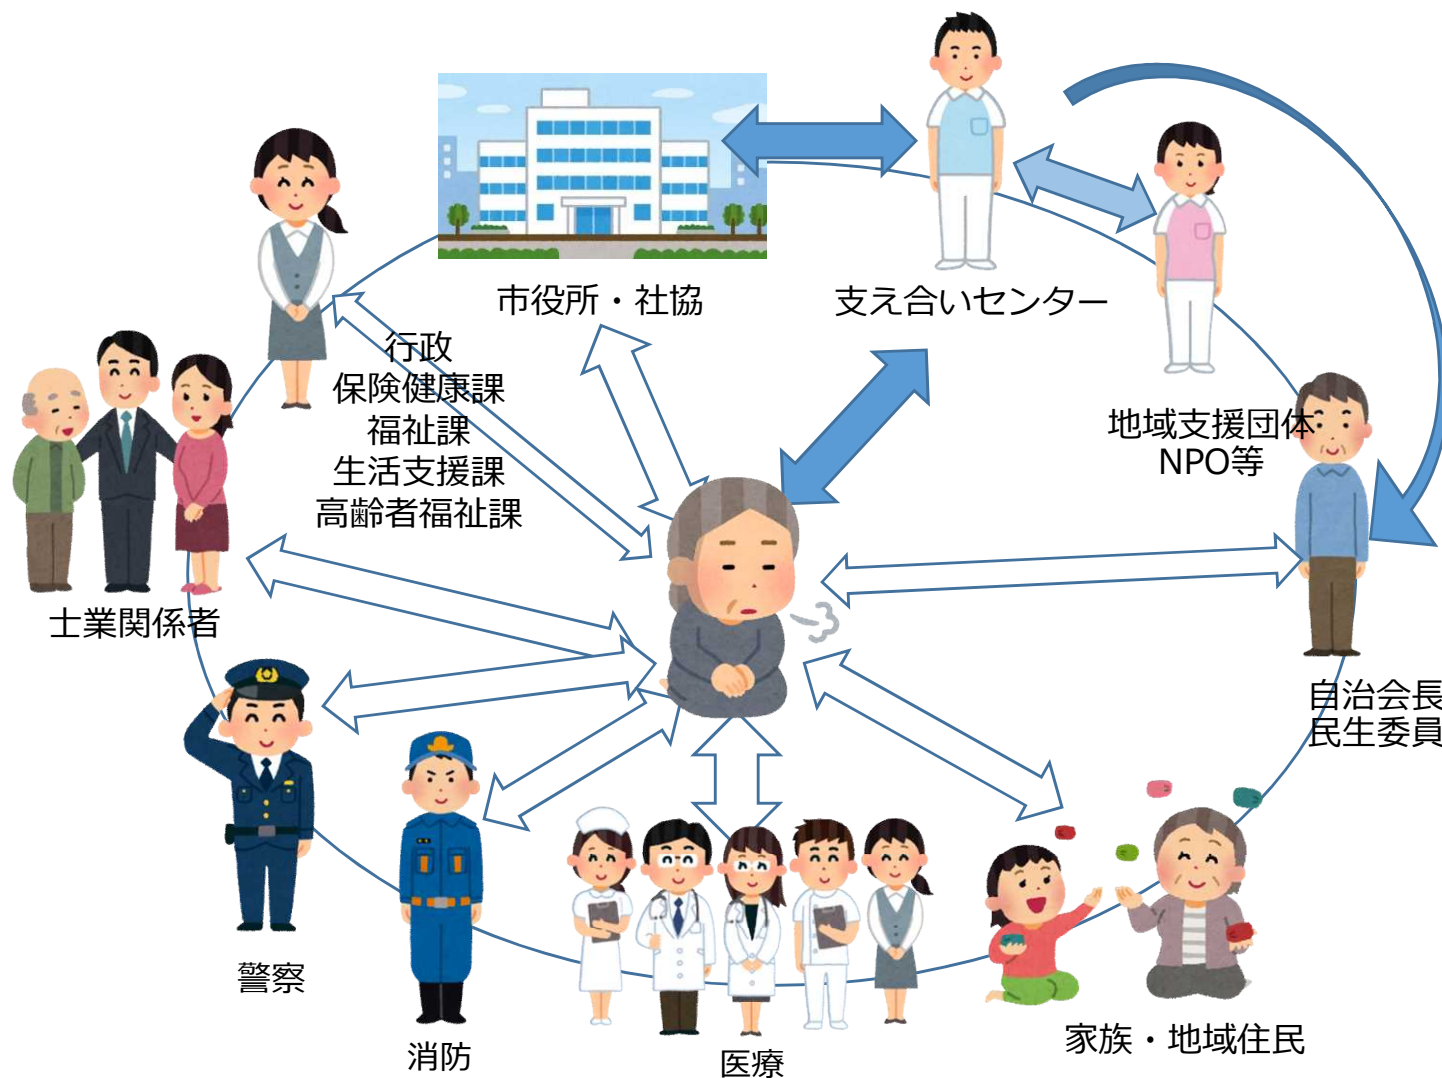 市役所・社協
支え合いセンター
行政
保険健康課
福祉課
生活支援課
高齢者福祉課
地域支援団体
NPO等
士業関係者
自治会長
民生委員
警察
消防
医療
家族・地域住民